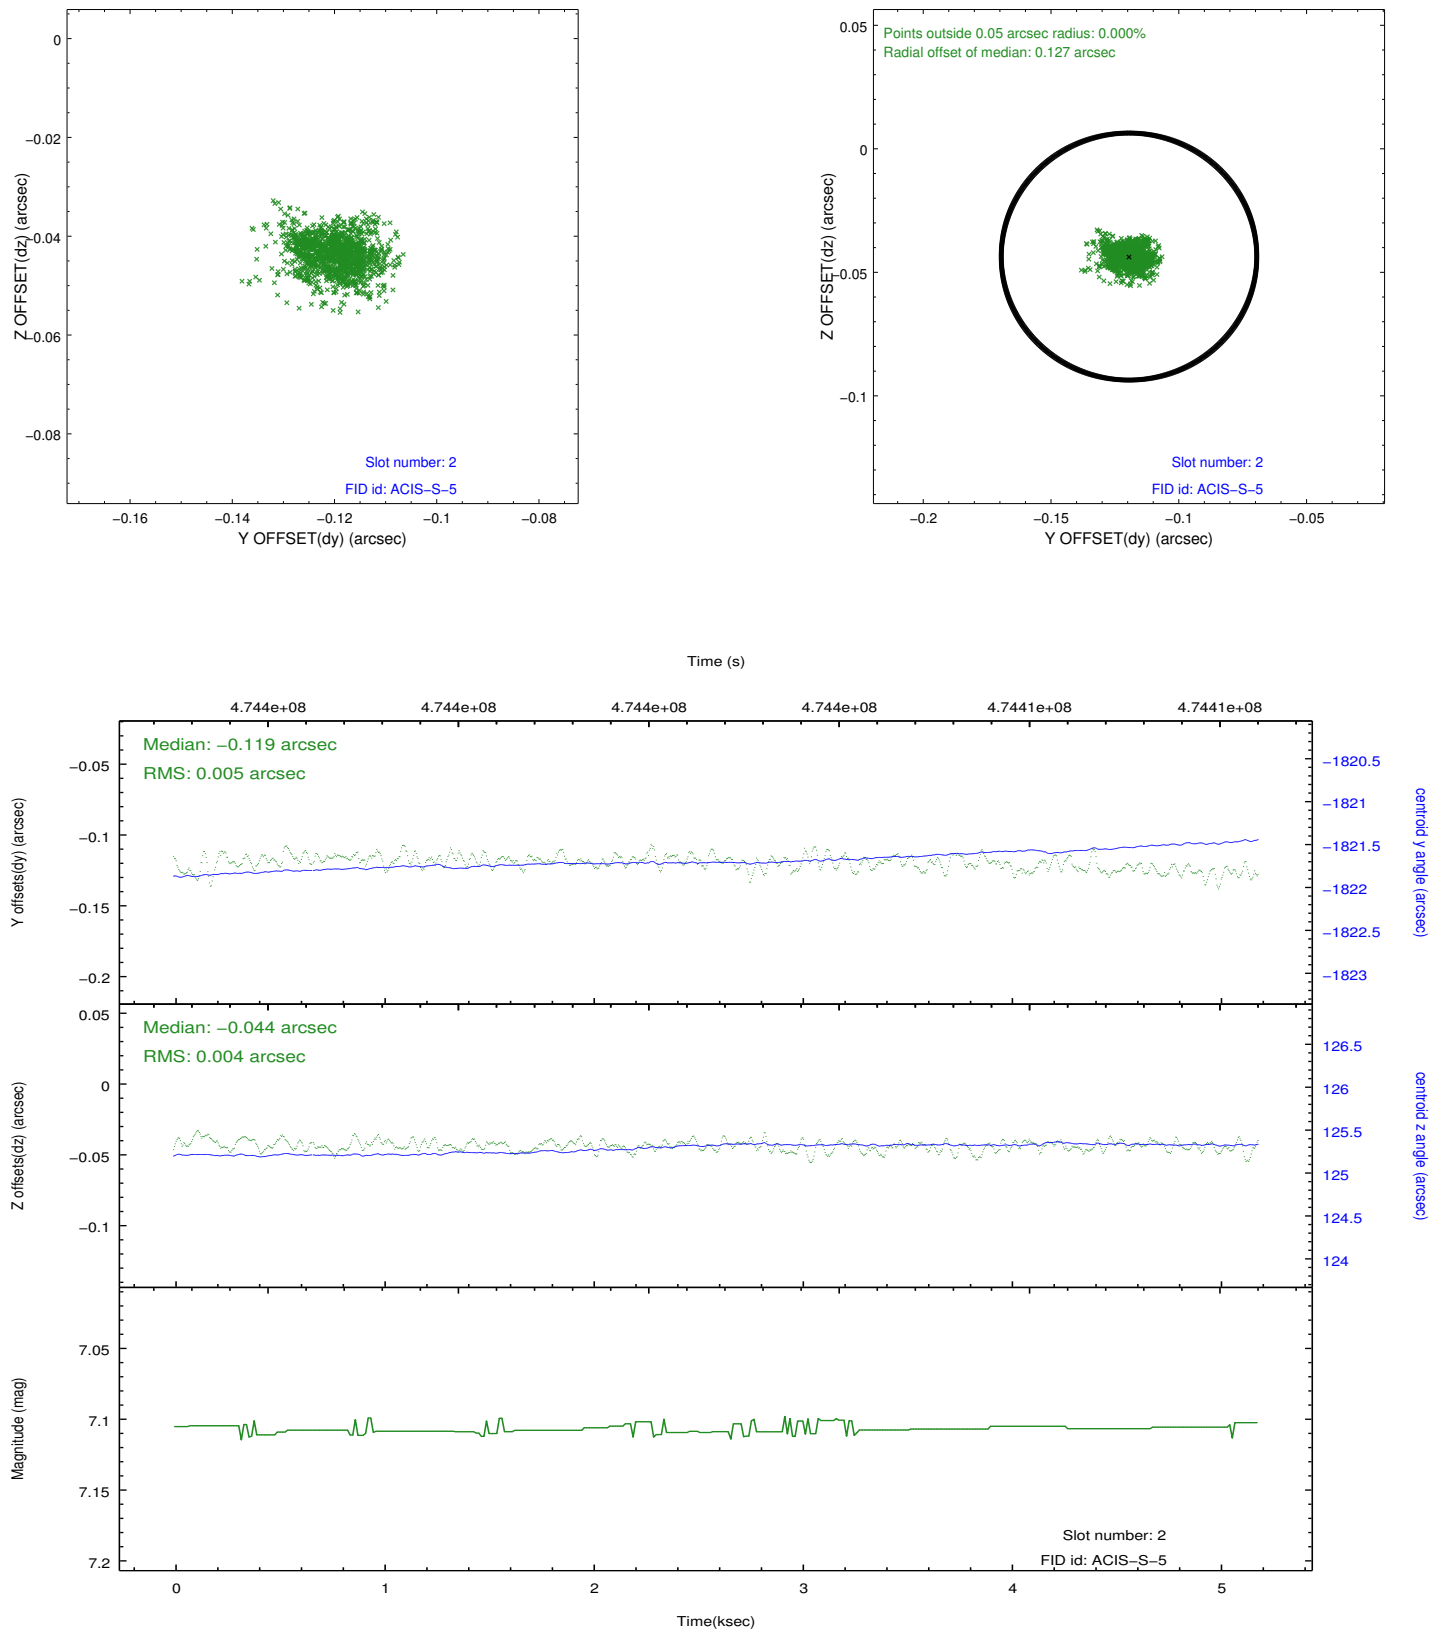 0
−0.02
−0.04
−0.06
−0.08
Z OFFSET(dz) (arcsec)
Slot number: 2
FID id: ACIS−S−5
−0.16
−0.14
−0.12
−0.1
−0.08
Y OFFSET(dy) (arcsec)
Points outside 0.05 arcsec radius: 0.000%
Radial offset of median: 0.127 arcsec
0.05
0
−0.05
−0.1
Z OFFSET(dz) (arcsec)
Slot number: 2
FID id: ACIS−S−5
−0.2
−0.15
−0.1
−0.05
Y OFFSET(dy) (arcsec)
Time (s)
4.744e+08
4.744e+08
4.744e+08
4.744e+08
4.7441e+08
4.7441e+08
Median: −0.119 arcsec
RMS: 0.005 arcsec
−0.05
−0.1
−0.15
−0.2
Y offsets(dy) (arcsec)
−1820.5
−1821
−1821.5
−1822
−1822.5
−1823
centroid y angle (arcsec)
Median: −0.044 arcsec
RMS: 0.004 arcsec
0.05
0
−0.05
−0.1
Z offsets(dz) (arcsec)
126.5
126
125.5
125
124.5
124
centroid z angle (arcsec)
7.05
7.1
7.15
7.2
Magnitude (mag)
Slot number: 2
FID id: ACIS−S−5
0
1
2
3
4
5
Time(ksec)